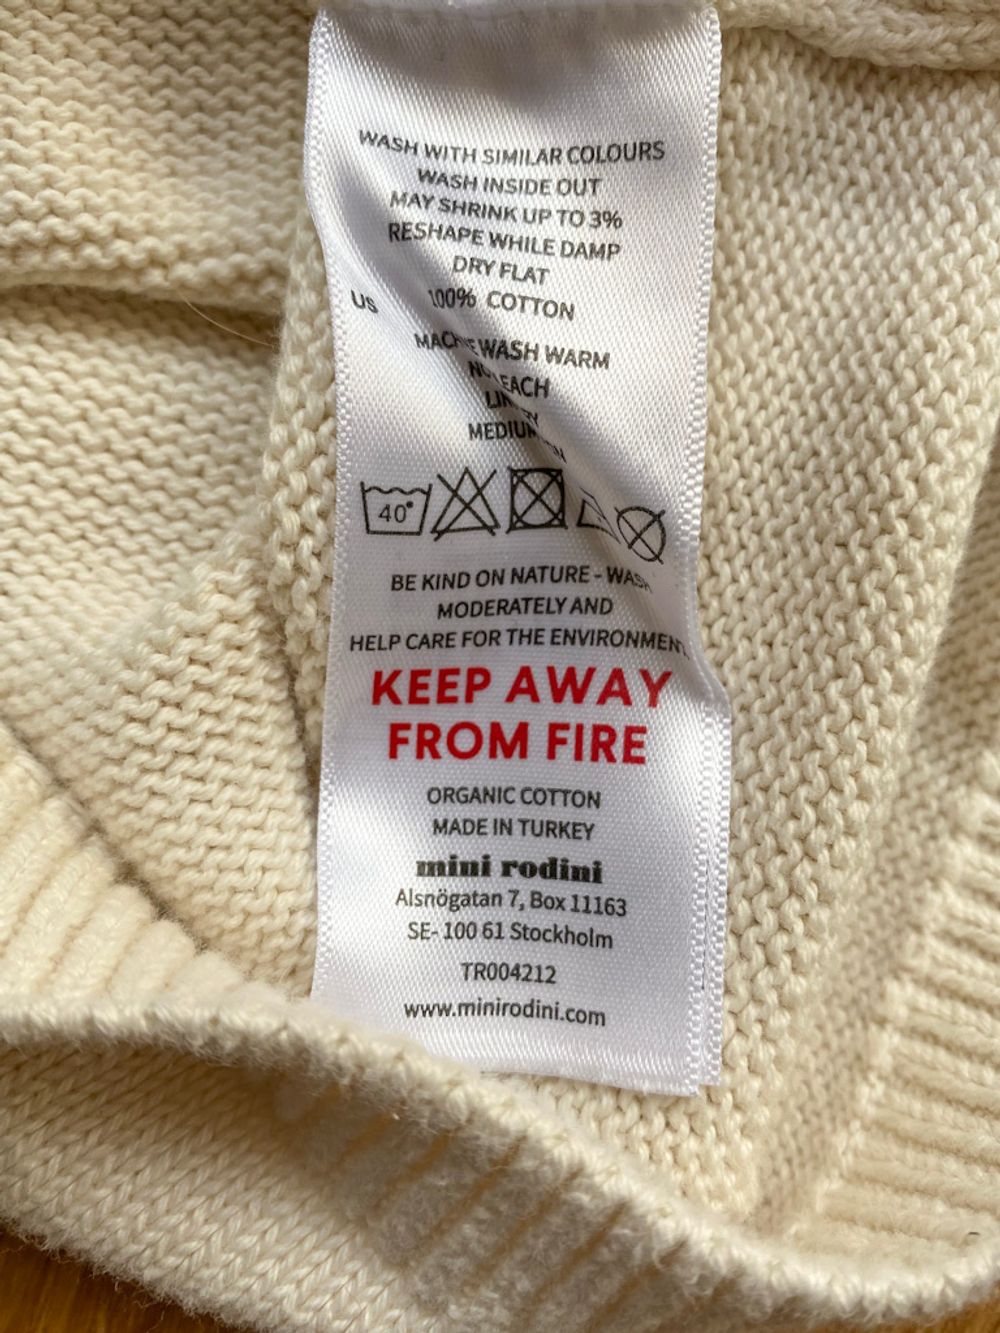 WASH WITH SIMILAR COLOURS
WASH INSIDE OUT
MAY SHRINK UP TO 3%
RESHAPE WHILE DAMP
DRY FLAT
US 100% COTTON
WASH WARM
MEDIUM
40°
BE KIND ON NATURE - WASH
MODERATELY AND
HELP CARE FOR THE ENVIRONMENT
KEEP AWAY
FROM FIRE
ORGANIC COTTON
MADE IN TURKEY
mini rodini
Alsnögatan 7, Box 11163
SE- 100 61 Stockholm
TR004212
www.minirodini.com